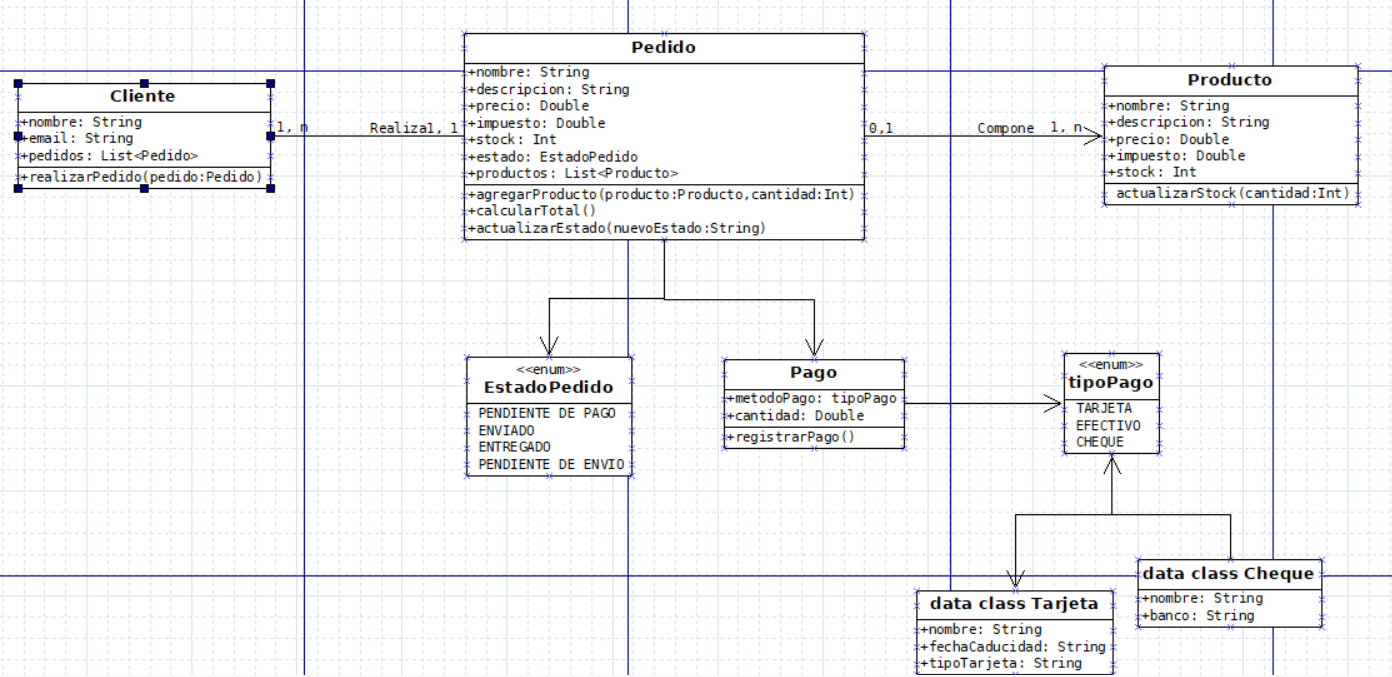 Cliente
+nombre: String
+email: String
+pedidos: List<Pedido>
+realizarPedido(pedido:Pedido)
1, n
Realiza1, 1
Pedido
+nombre: String
+descripcion: String
+precio: Double
+impuesto: Double
+stock: Int
+estado: EstadoPedido
+productos: List<Producto>
+agregarProducto(producto:Producto,cantidad:Int)
+calcularTotal()
+actualizarEstado(nuevoEstado:String)
0,1
Compone
1, n
Producto
+nombre: String
+descripcion: String
+precio: Double
+impuesto: Double
+stock: Int
actualizarStock(cantidad:Int)
<<enum>>
EstadoPedido
PENDIENTE DE PAGO
ENVIADO
ENTREGADO
PENDIENTE DE ENVIO
Pago
+metodoPago: tipoPago
+cantidad: Double
+registrarPago()
<<enum>>
tipoPago
TARJETA
EFECTIVO
CHEQUE
data class Tarjeta
+nombre: String
+fechaCaducidad: String
+tipoTarjeta: String
data class Cheque
+nombre: String
+banco: String